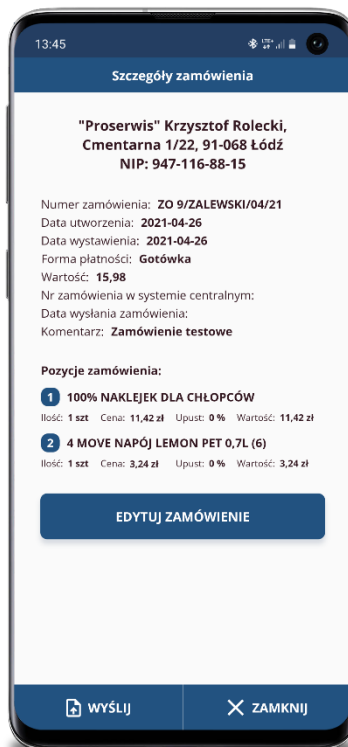 13:45
Szczegóły zamówienia
"Proserwis" Krzysztof Rolecki,
Cmentarna 1/22, 91-068 Łódź
NIP: 947-116-88-15
Numer zamówienia: ZO 9/ZALEWSKI/04/21
Data utworzenia: 2021-04-26
Data wystawienia: 2021-04-26
Forma płatności: Gotówka
Wartość: 15,98
Nr zamówienia w systemie centralnym:
Data wysłania zamówienia:
Komentarz: Zamówienie testowe
Pozycje zamówienia:
1 100% NAKLEJEK DLA CHŁOPCÓW
Ilość: 1 szt Cena: 11,42 zł Upust: 0 % Wartość: 11,42 zł
2 4 MOVE NAPÓJ LEMON PET 0,7L (6)
Ilość: 1 szt Cena: 3,24 zł Upust: 0 % Wartość: 3,24 zł
EDYTUJ ZAMÓWIENIE
WYŚLIJ ZAMKNIJ